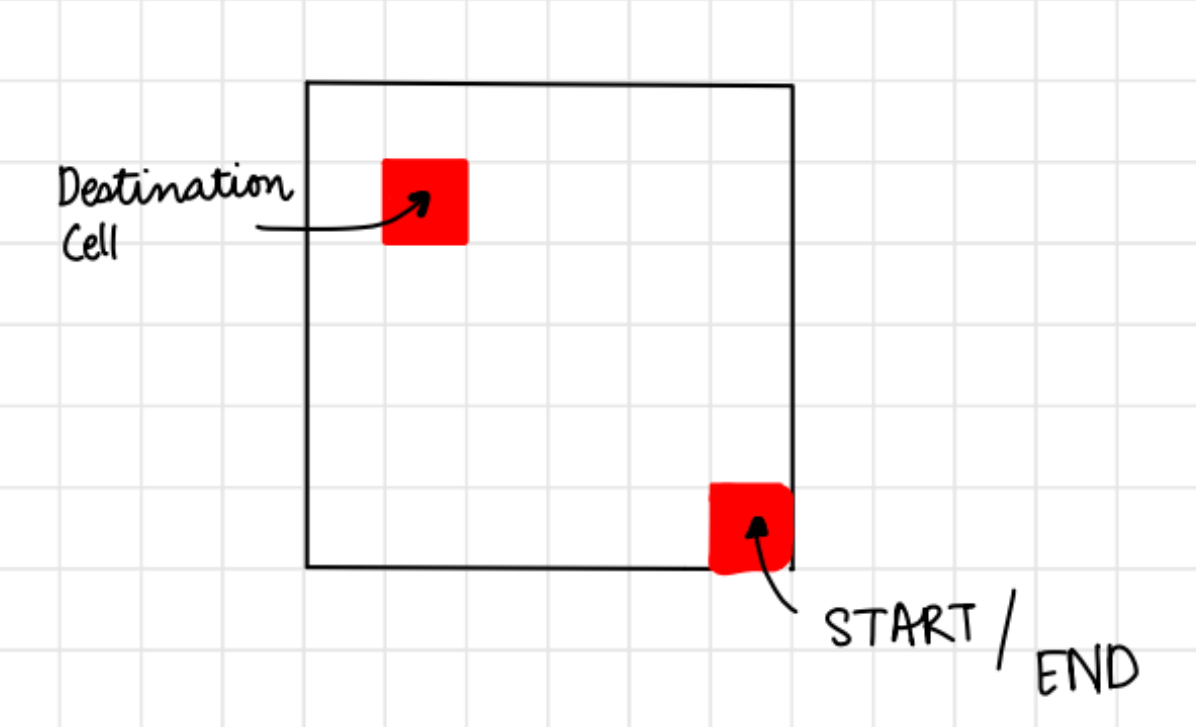 Destination
Cell
START /
END